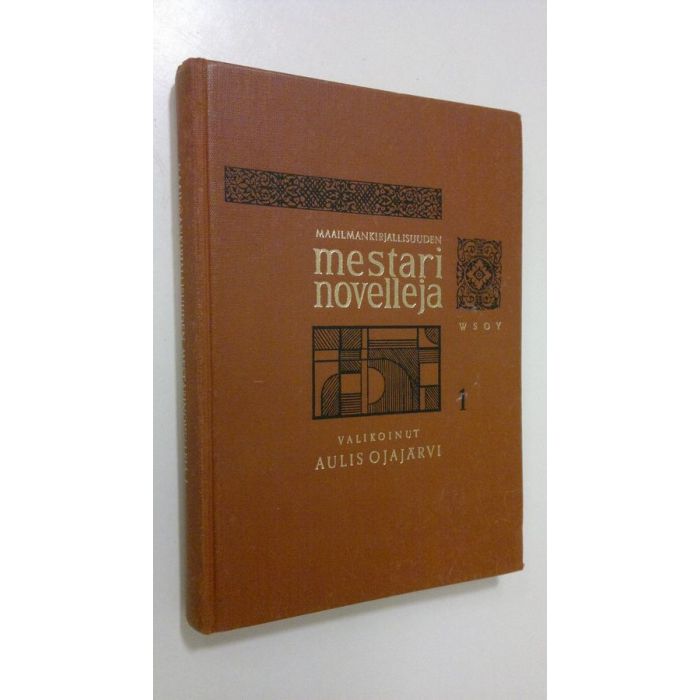 MAAILMANKIRJALLISUUDEN
mestari
novelleja
WSOY
1
VALIKOINUT
AULIS OJAJÄRVI